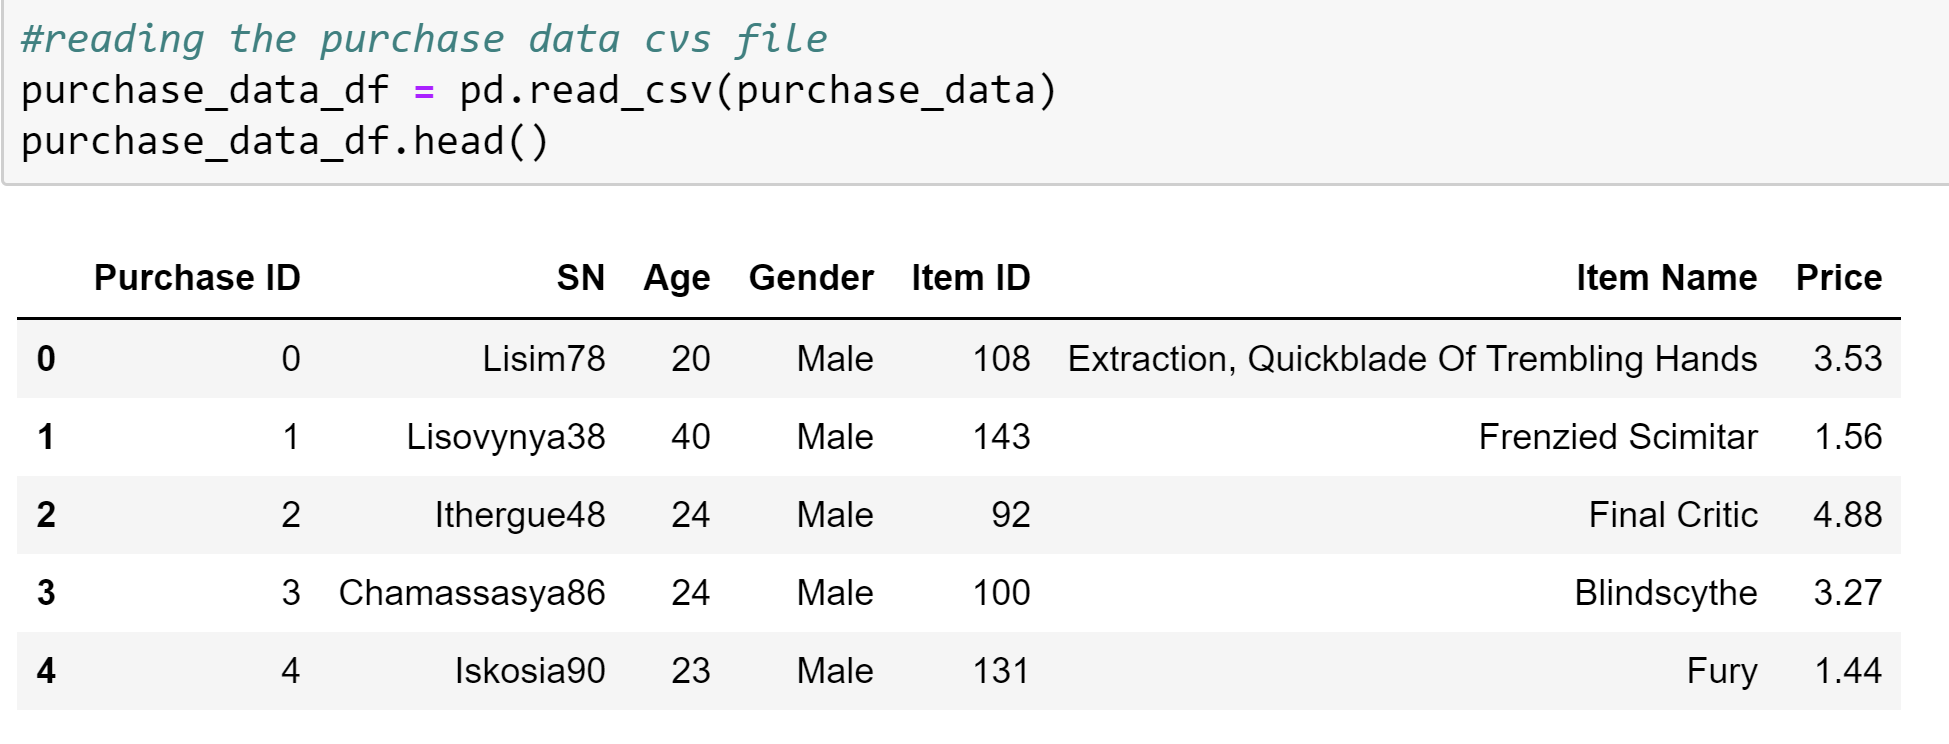 #reading the purchase data cvs file
purchase_data_df = pd.read_csv(purchase_data)
purchase_data_df.head()
Purchase ID SN Age Gender Item ID Item Name Price
0 0 Lisim78 20 Male 108 Extraction, Quickblade Of Trembling Hands 3.53
1 1 Lisovynya38 40 Male 143 Frenzied Scimitar 1.56
2 2 Ithergue48 24 Male 92 Final Critic 4.88
3 3 Chamassasya86 24 Male 100 Blindscythe 3.27
4 4 Iskosia90 23 Male 131 Fury 1.44